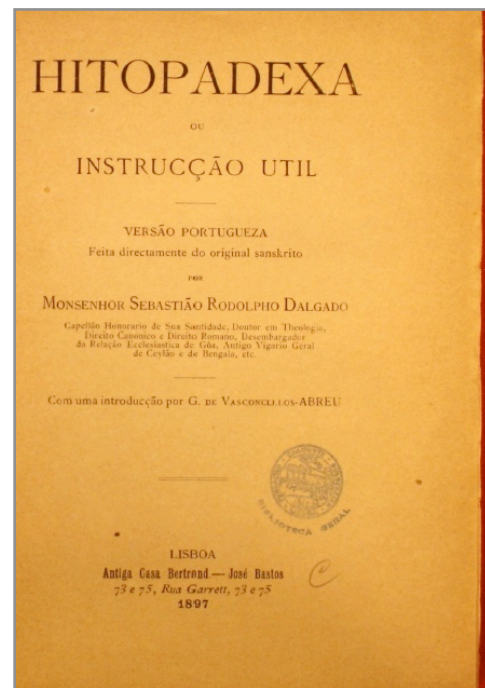 HITOPADEXA
OU
INSTRUCÇÃO UTIL
VERSÃO PORTUGUEZA
Feita directamente do original sanskrito
POR
MONSENHOR SEBASTIÃO RODOLPHO DALGADO
Capellão Honorario de Sua Santidade, Doutor em Theologia,
Direito Canonico e Direito Romano, Desembargador
da Relação Ecclesiastica de Gôa, Antigo Vigario Geral
de Ceylão e de Bengala, etc.
Com uma introducção por G. DE VASCONCELLOS-ABREU
BIBLIOTECA GERAL
LISBOA
Antiga Casa Bertrand — José Bastos
73 e 75, Rua Garrett, 73 e 75
1897